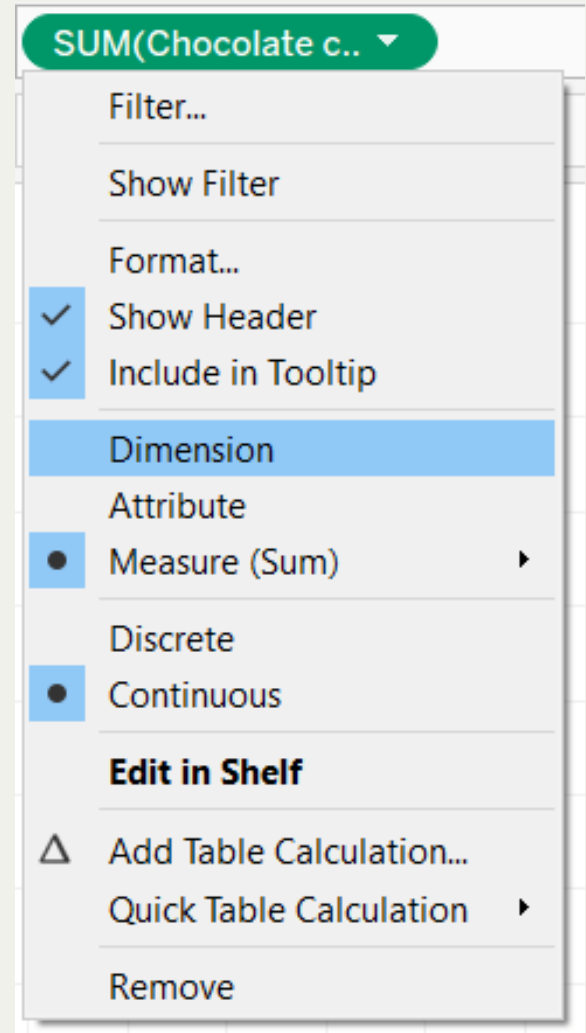 SUM(Chocolate c..
Filter...
Show Filter
Format...
Show Header
Include in Tooltip
Dimension
Attribute
Measure (Sum)
Discrete
Continuous
Edit in Shelf
Add Table Calculation...
Quick Table Calculation
Remove